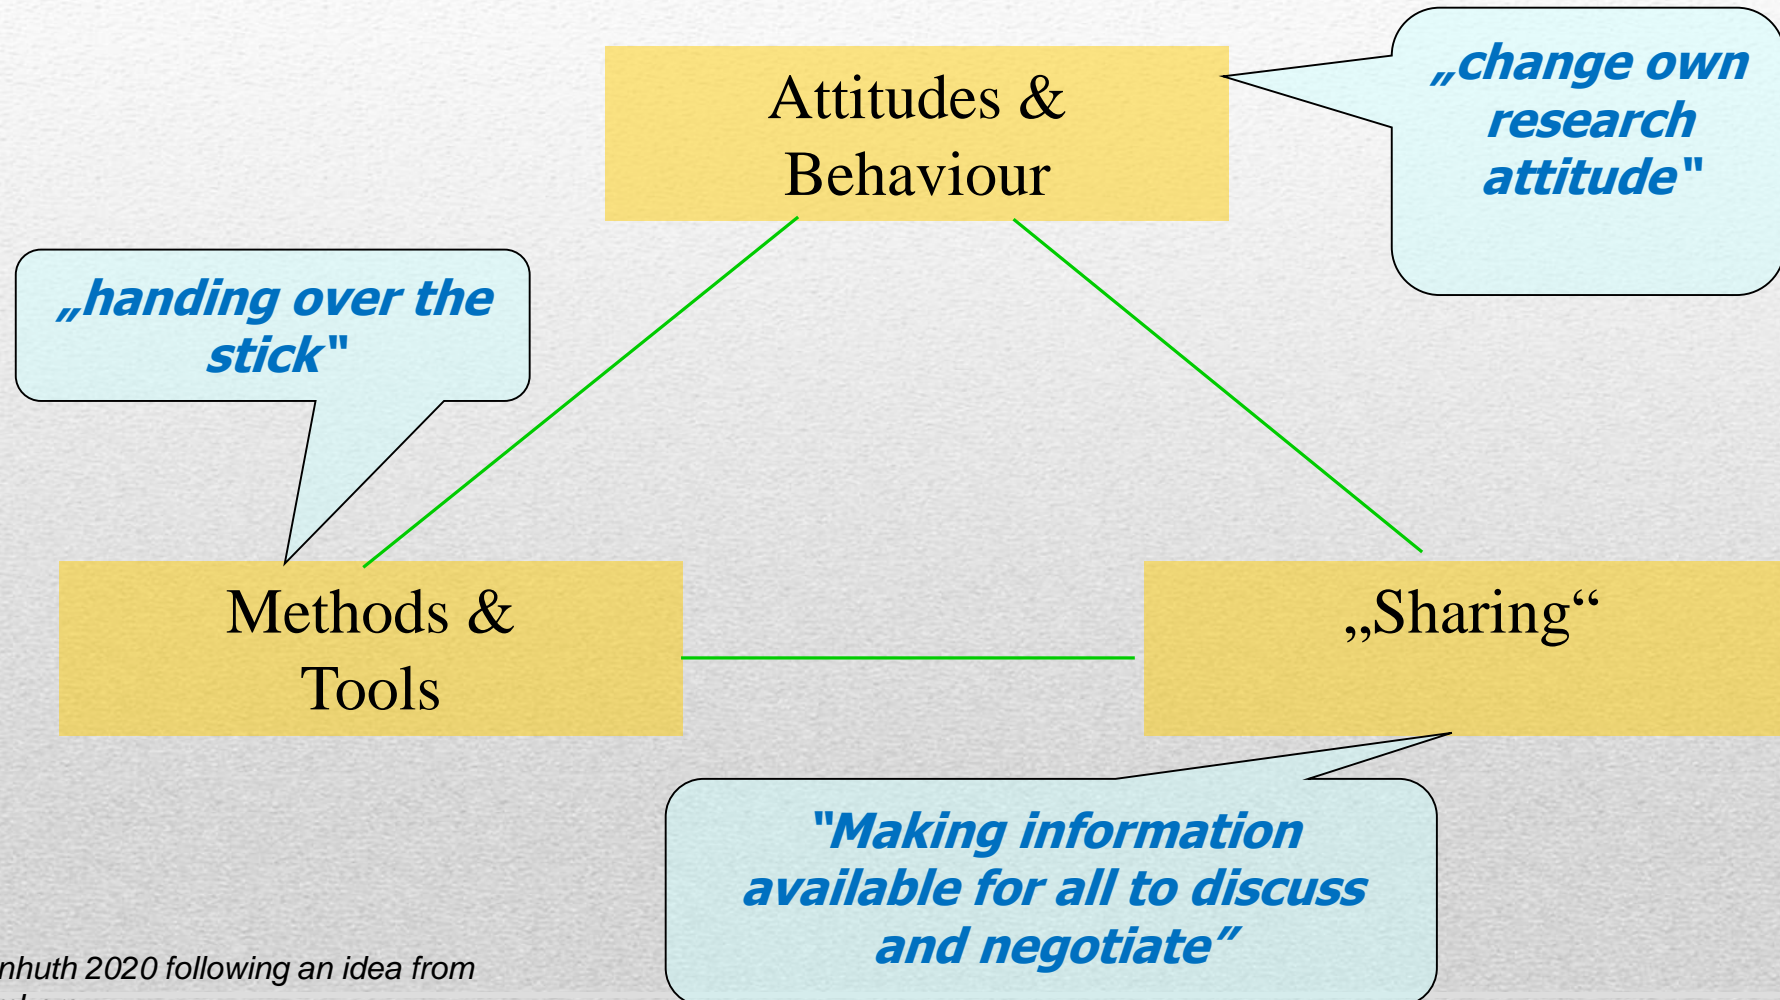 Attitudes &
Behaviour
„change own
research
attitude“
„handing over the
stick“
Methods &
Tools
„Sharing“
“Making information
available for all to discuss
and negotiate”
2020 following an idea from